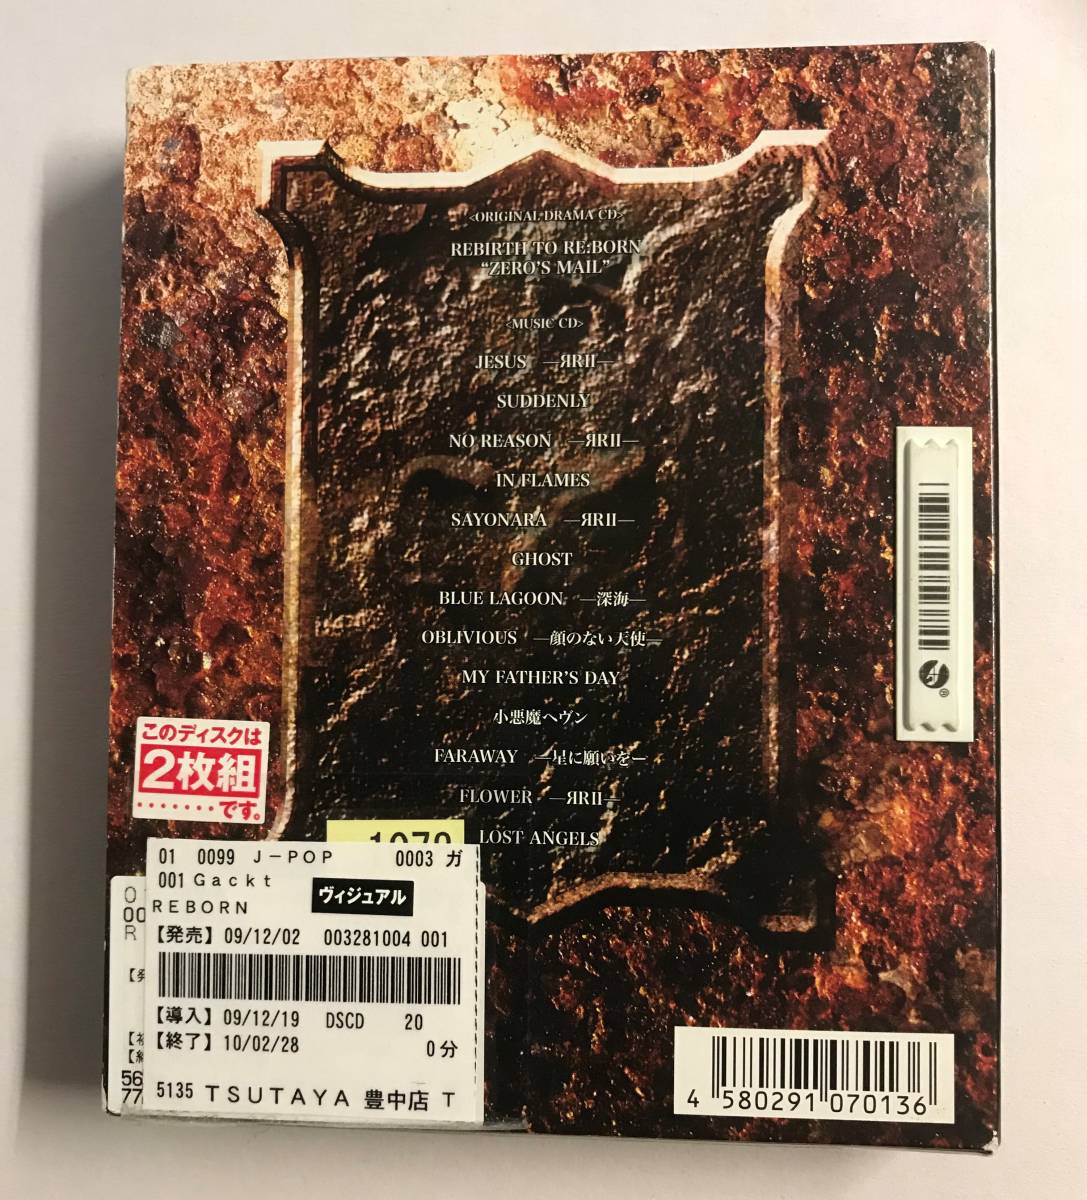 <ORIGINAL DRAMA CD>
REBIRTH TO RE:BORN
“ZERO'S MAIL”
<MUSIC CD>
JESUS —ЯRII—
SUDDENLY
NO REASON —ЯRII—
IN FLAMES
SAYONARA —ЯRII—
GHOST
BLUE LAGOON —深海—
OBLIVIOUS —顔のない天使—
MY FATHER'S DAY
小悪魔ヘヴン
FARAWAY —星に願いをー
FLOWER —ЯRII—
LOST ANGELS
このディスクは
2枚組
です。
01 0099 J-POP 0003 ガ
001 Gackt ヴィジュアル
REBORN
【発売】09/12/02 003281004 001
【導入】09/12/19 DSCD 20
【終了】10/02/28 0分
5135 TSUTAYA 豊中店 T
4 580291 070136